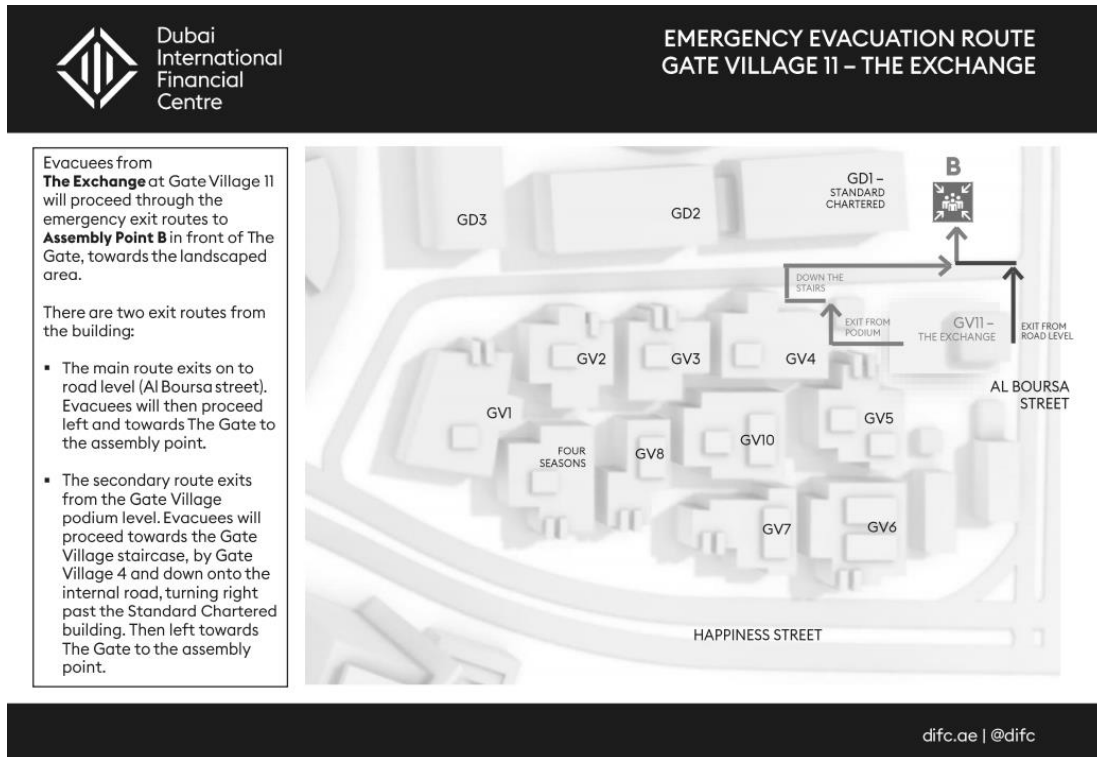 Dubai
International
Financial
Centre
EMERGENCY EVACUATION ROUTE
GATE VILLAGE 11 – THE EXCHANGE
Evacuees from
The Exchange at Gate Village 11
will proceed through the
emergency exit routes to
Assembly Point B in front of The
Gate, towards the landscaped
area.
There are two exit routes from
the building:
▪ The main route exits on to
road level (Al Boursa street).
Evacuees will then proceed
left and towards The Gate to
the assembly point.
▪ The secondary route exits
from the Gate Village
podium level. Evacuees will
proceed towards the Gate
Village staircase, by Gate
Village 4 and down onto the
internal road, turning right
past the Standard Chartered
building. Then left towards
The Gate to the assembly
point.
B
GD1 –
STANDARD
CHARTERED
GD2
GD3
DOWN THE
STAIRS
EXIT FROM
PODIUM
GV11 –
THE EXCHANGE
EXIT FROM
ROAD LEVEL
GV2
GV3
GV4
AL BOURSA
STREET
GV1
GV5
GV10
FOUR
SEASONS
GV8
GV7
GV6
HAPPINESS STREET
difc.ae | @difc